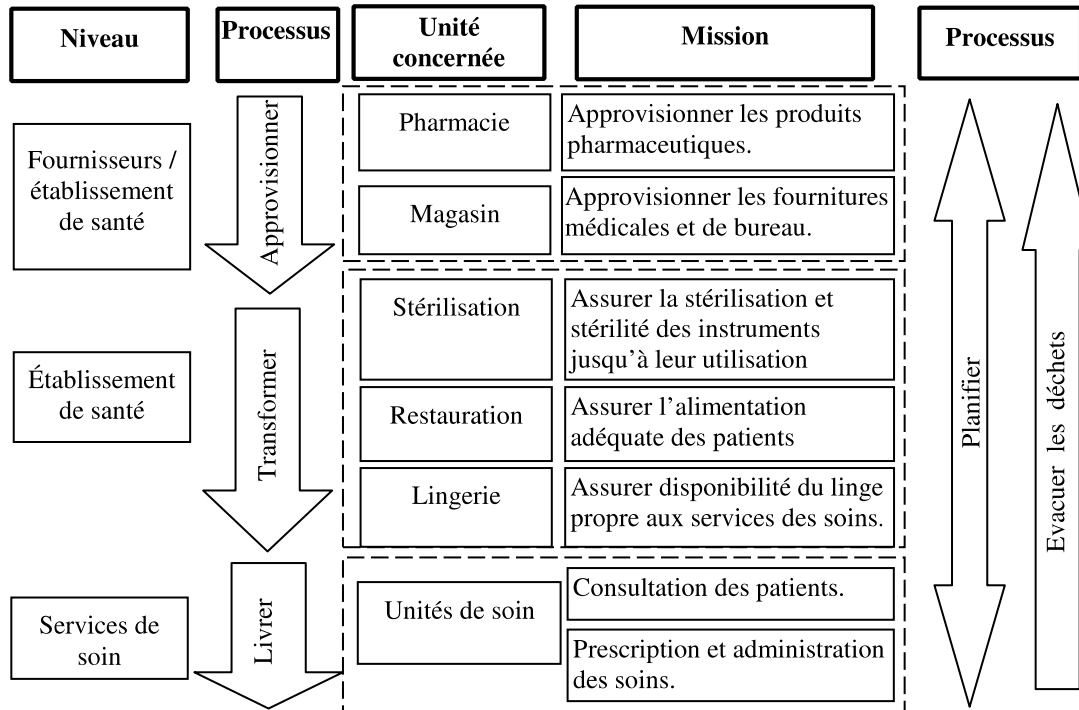 Niveau
Processus
Unité
concernée
Mission
Processus
Fournisseurs /
établissement
de santé
Approvisionner
Pharmacie
Approvisionner les produits
pharmaceutiques.
Magasin
Approvisionner les fournitures
médicales et de bureau.
Établissement
de santé
Transformer
Stérilisation
Assurer la stérilisation et
stérilité des instruments
jusqu’à leur utilisation
Restauration
Assurer l’alimentation
adéquate des patients
Lingerie
Assurer disponibilité du linge
propre aux services des soins.
Services de
soin
Livrer
Unités de soin
Consultation des patients.
Prescription et administration
des soins.
Planifier
Evacuer les déchets